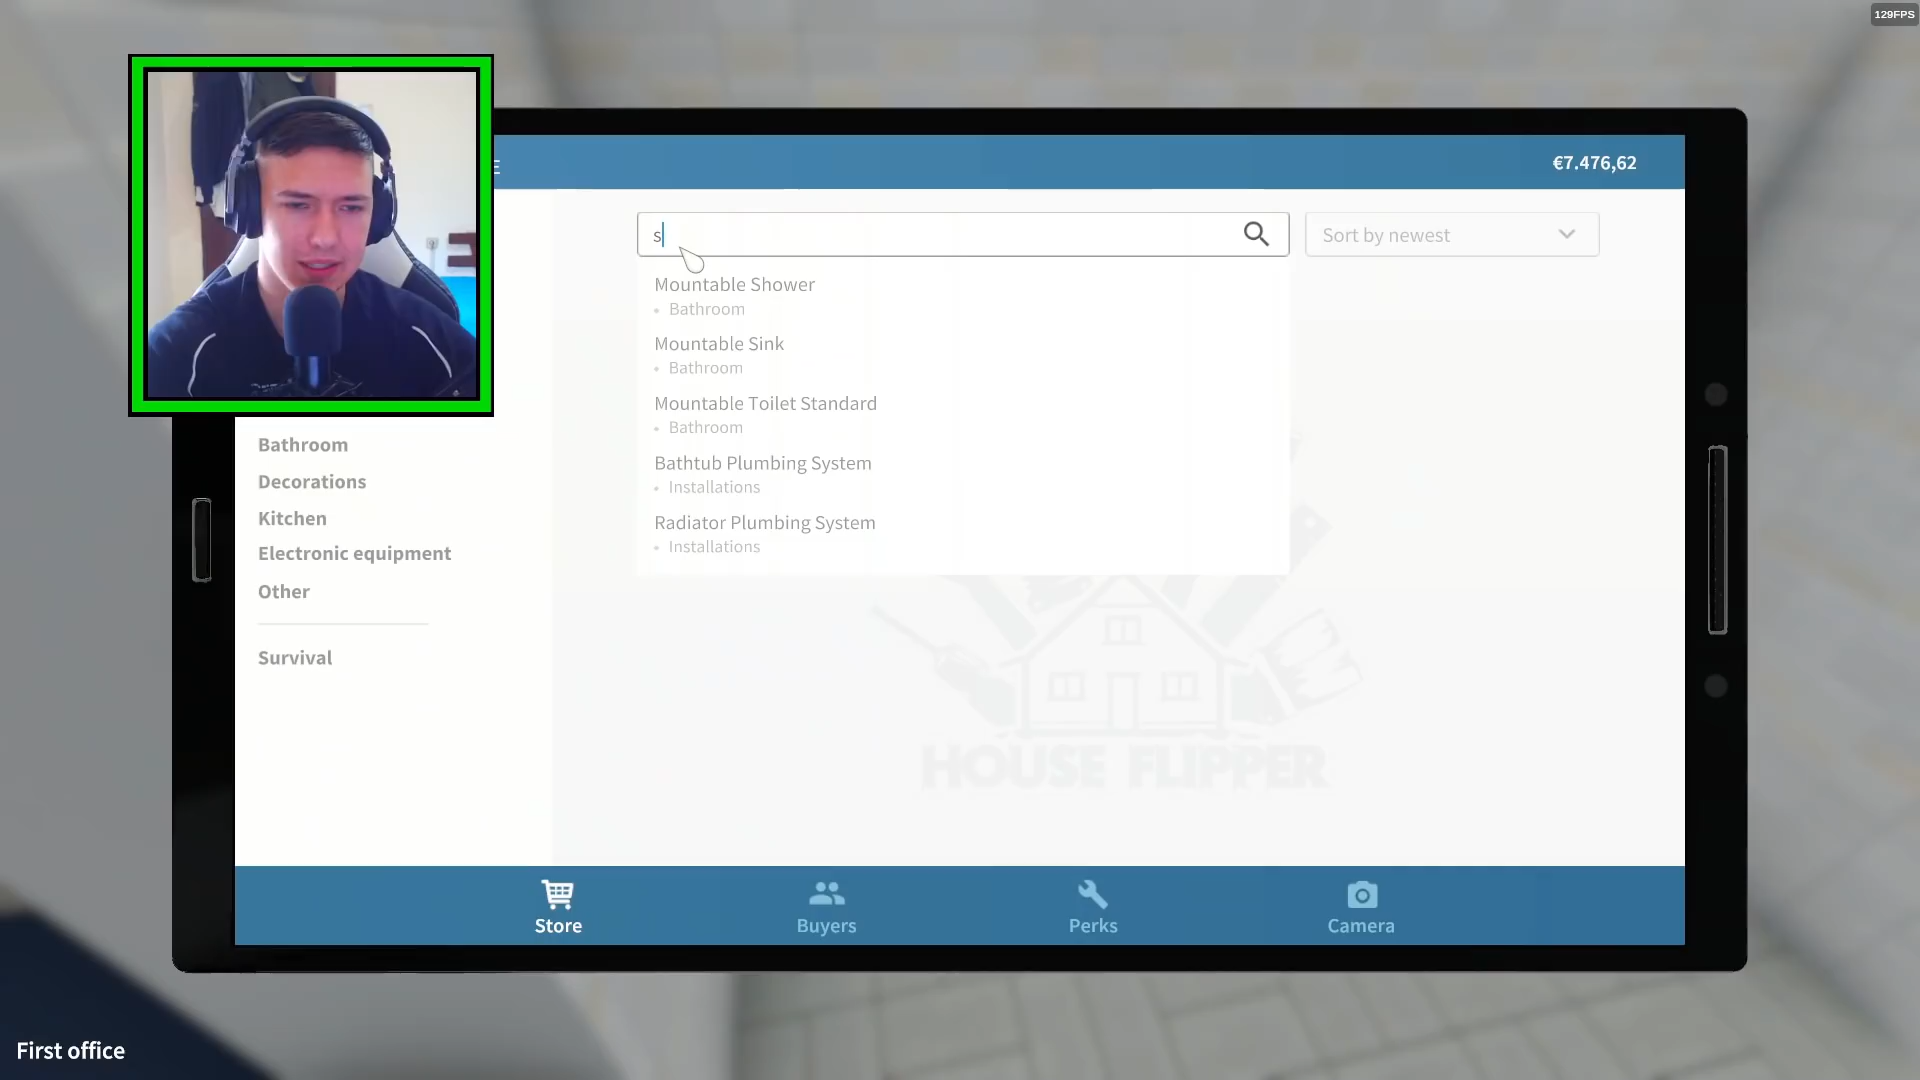 129FPS
E
€7.476,62
s
Sort by newest
Mountable Shower
• Bathroom
Mountable Sink
• Bathroom
Mountable Toilet Standard
• Bathroom
Bathtub Plumbing System
• Installations
Radiator Plumbing System
• Installations
Bathroom
Decorations
Kitchen
Electronic equipment
Other
Survival
HOUSE FLIPPER
Store
Buyers
Perks
Camera
First office